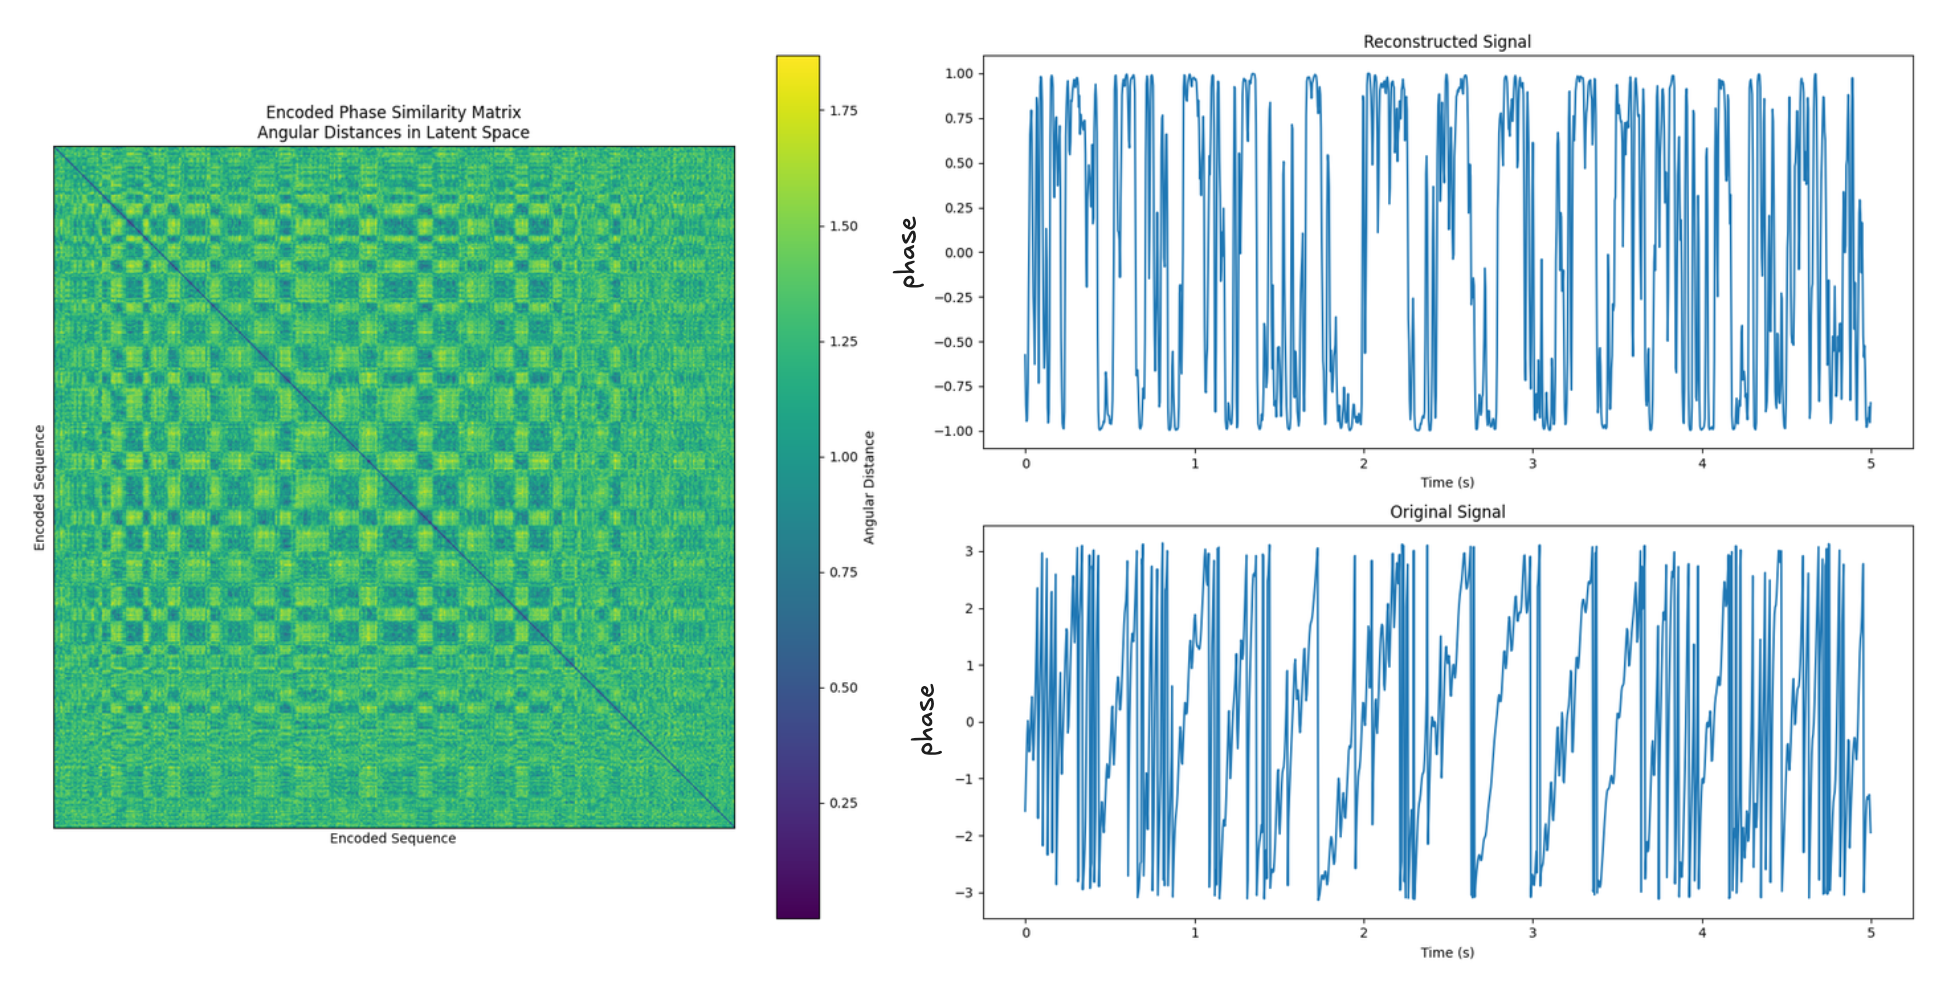 Encoded Phase Similarity Matrix
Angular Distances in Latent Space
Encoded Sequence
Encoded Sequence
1.75
1.50
1.25
1.00
0.75
0.50
0.25
Angular Distance
Reconstructed Signal
phase
1.00
0.75
0.50
0.25
0.00
−0.25
−0.50
−0.75
−1.00
0 1 2 3 4 5
Time (s)
Original Signal
phase
3
2
1
0
−1
−2
−3
0 1 2 3 4 5
Time (s)